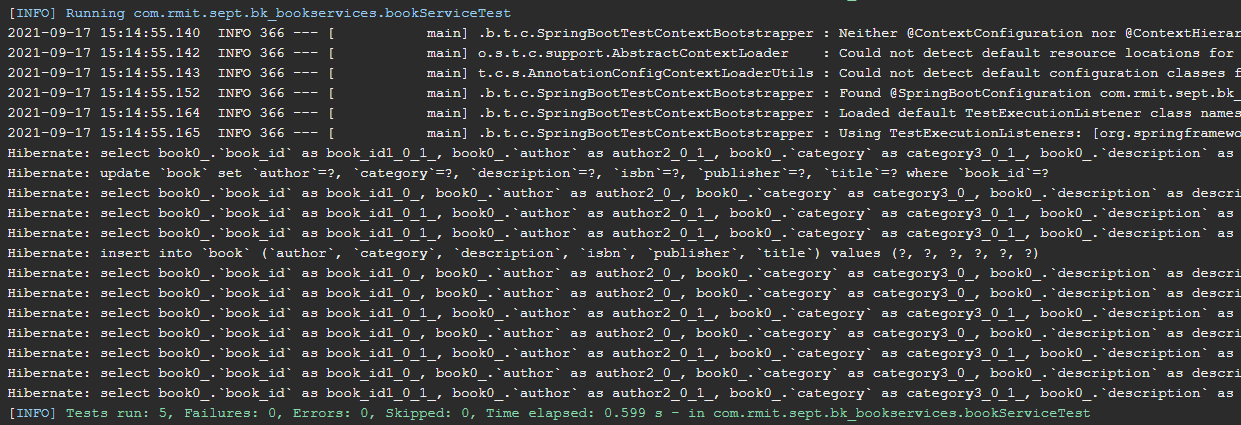 [INFO] Running com.rmit.sept.bk_bookservices.bookServiceTest
2021-09-17 15:14:55.140  INFO 366 --- [           main] .b.t.c.SpringBootTestContextBootstrapper : Neither @ContextConfiguration nor @ContextHierar
2021-09-17 15:14:55.142  INFO 366 --- [           main] o.s.t.c.support.AbstractContextLoader    : Could not detect default resource locations for
2021-09-17 15:14:55.143  INFO 366 --- [           main] t.c.s.AnnotationConfigContextLoaderUtils : Could not detect default configuration classes f
2021-09-17 15:14:55.152  INFO 366 --- [           main] .b.t.c.SpringBootTestContextBootstrapper : Found @SpringBootConfiguration com.rmit.sept.bk_
2021-09-17 15:14:55.164  INFO 366 --- [           main] .b.t.c.SpringBootTestContextBootstrapper : Loaded default TestExecutionListener class names
2021-09-17 15:14:55.165  INFO 366 --- [           main] .b.t.c.SpringBootTestContextBootstrapper : Using TestExecutionListeners: [org.springframewo
Hibernate: select book0_.`book_id` as book_id1_0_1_, book0_.`author` as author2_0_1_, book0_.`category` as category3_0_1_, book0_.`description` as
Hibernate: update `book` set `author`=?, `category`=?, `description`=?, `isbn`=?, `publisher`=?, `title`=? where `book_id`=?
Hibernate: select book0_.`book_id` as book_id1_0_, book0_.`author` as author2_0_, book0_.`category` as category3_0_, book0_.`description` as descri
Hibernate: select book0_.`book_id` as book_id1_0_1_, book0_.`author` as author2_0_1_, book0_.`category` as category3_0_1_, book0_.`description` as
Hibernate: select book0_.`book_id` as book_id1_0_1_, book0_.`author` as author2_0_1_, book0_.`category` as category3_0_1_, book0_.`description` as
Hibernate: insert into `book` (`author`, `category`, `description`, `isbn`, `publisher`, `title`) values (?, ?, ?, ?, ?, ?)
Hibernate: select book0_.`book_id` as book_id1_0_, book0_.`author` as author2_0_, book0_.`category` as category3_0_, book0_.`description` as descri
Hibernate: select book0_.`book_id` as book_id1_0_, book0_.`author` as author2_0_, book0_.`category` as category3_0_, book0_.`description` as descri
Hibernate: select book0_.`book_id` as book_id1_0_1_, book0_.`author` as author2_0_1_, book0_.`category` as category3_0_1_, book0_.`description` as
Hibernate: select book0_.`book_id` as book_id1_0_, book0_.`author` as author2_0_, book0_.`category` as category3_0_, book0_.`description` as descri
Hibernate: select book0_.`book_id` as book_id1_0_1_, book0_.`author` as author2_0_1_, book0_.`category` as category3_0_1_, book0_.`description` as
Hibernate: select book0_.`book_id` as book_id1_0_, book0_.`author` as author2_0_, book0_.`category` as category3_0_, book0_.`description` as descri
Hibernate: select book0_.`book_id` as book_id1_0_1_, book0_.`author` as author2_0_1_, book0_.`category` as category3_0_1_, book0_.`description` as
[INFO] Tests run: 5, Failures: 0, Errors: 0, Skipped: 0, Time elapsed: 0.599 s - in com.rmit.sept.bk_bookservices.bookServiceTest